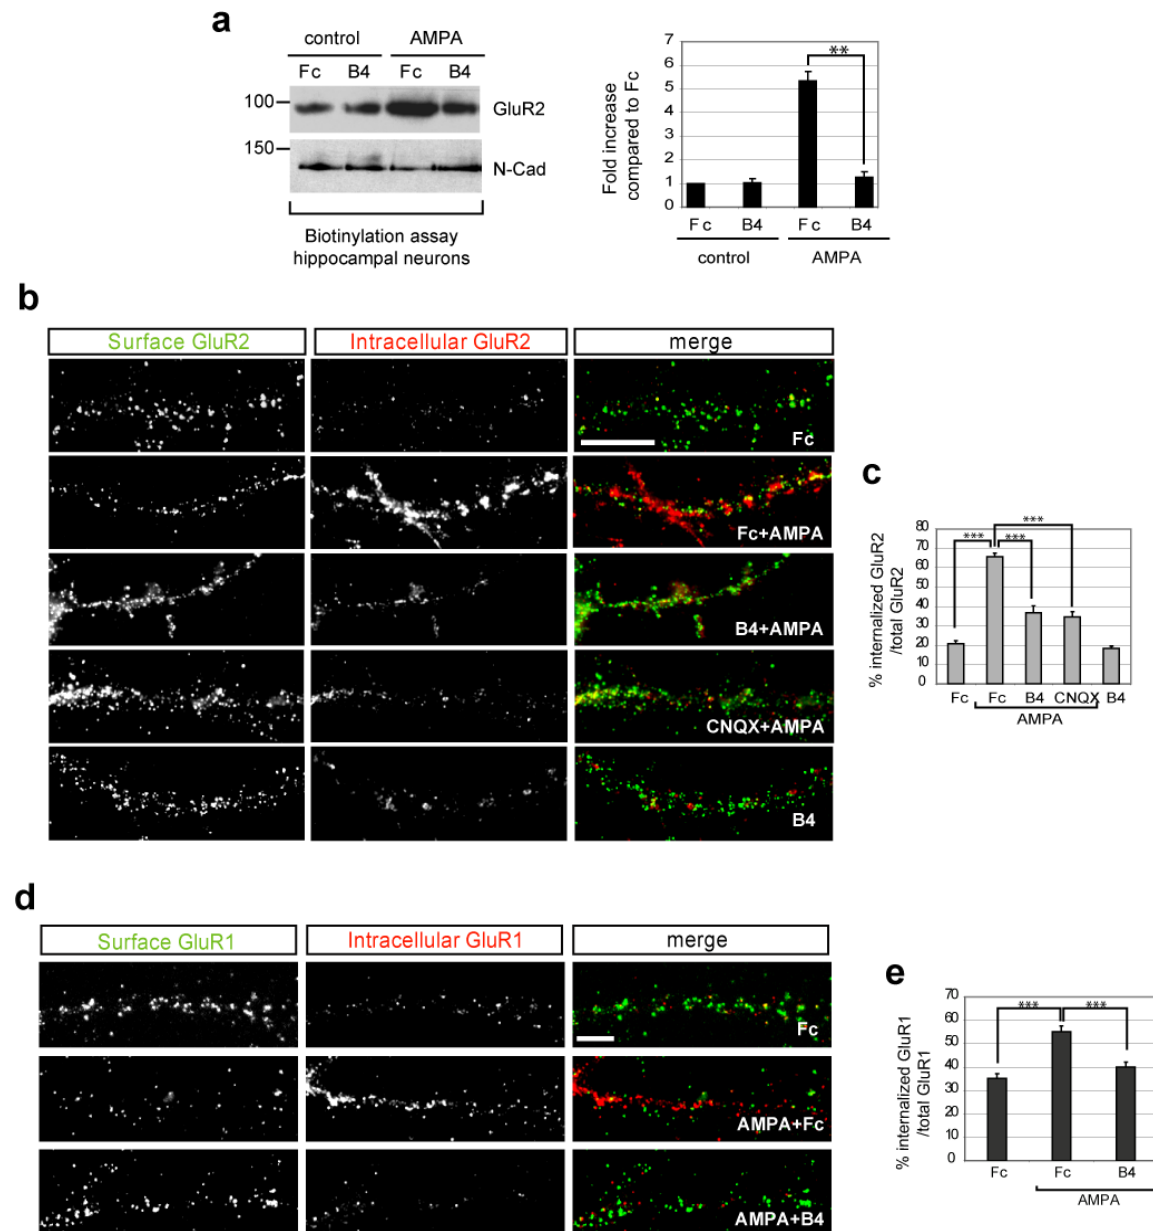 a
control AMPA
Fc B4 Fc B4
100
GluR2
150
N-Cad
Biotinylation assay
hippocampal neurons
Fold increase
compared to Fc
7
6
5
4
3
2
1
0
**
Fc B4 Fc B4
control AMPA
b
Surface GluR2 Intracellular GluR2 merge
Fc
Fc+AMPA
B4+AMPA
CNQX+AMPA
B4
c
% internalized GluR2
/total GluR2
80
70
60
50
40
30
20
10
0
***
*** ***
Fc Fc B4 CNQX B4
AMPA
d
Surface GluR1 Intracellular GluR1 merge
Fc
AMPA+Fc
AMPA+B4
e
% internalized GluR1
/total GluR1
70
60
50
40
30
20
10
0
*** ***
Fc Fc B4
AMPA